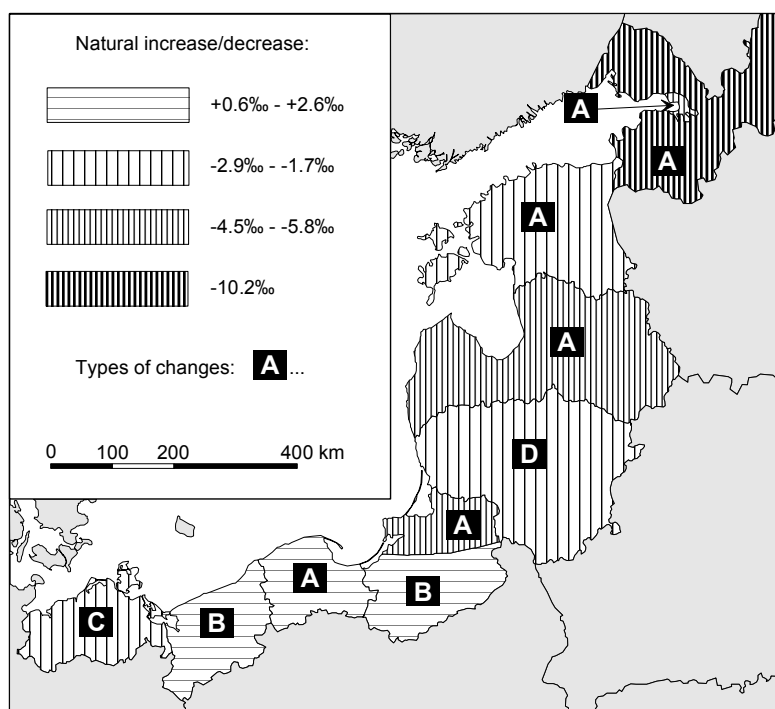 Natural increase/decrease:
+0.6‰ - +2.6‰
-2.9‰ - -1.7‰
-4.5‰ - -5.8‰
-10.2‰
Types of changes: A ...
0 100 200 400 km
A
A
A
A
D
A
A
B
B
C